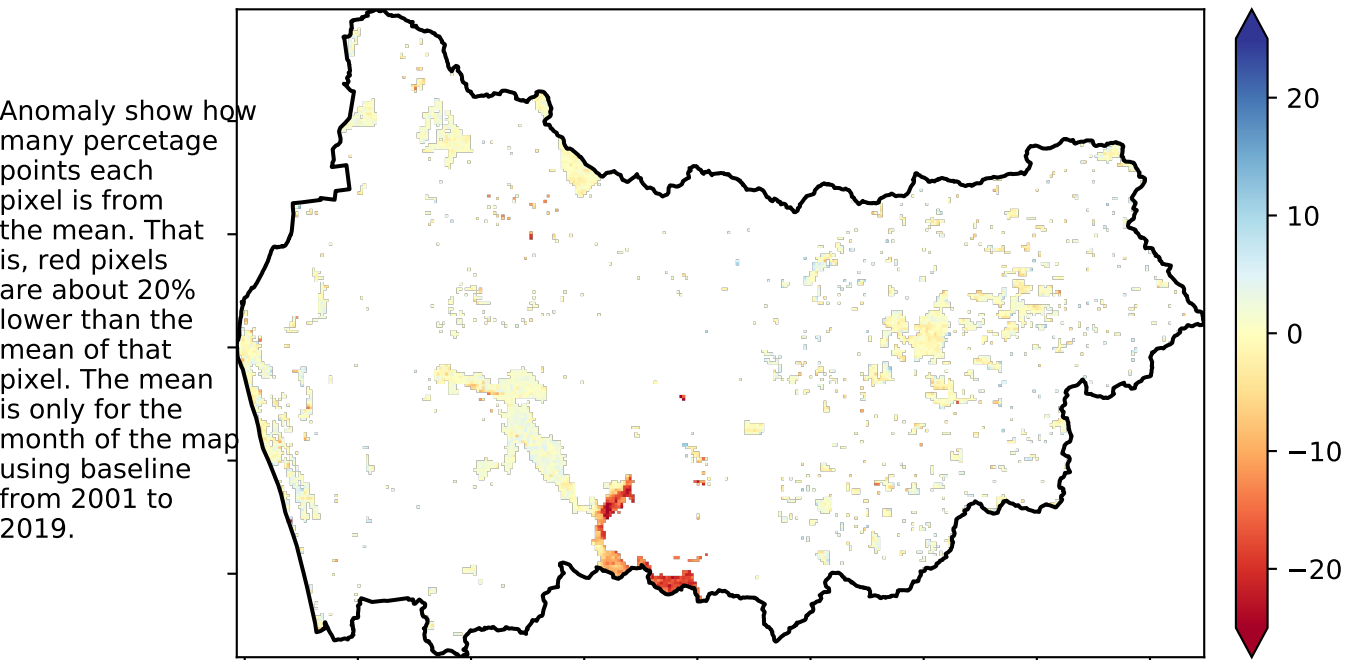 Anomaly show how
many percetage
points each
pixel is from
the mean. That
is, red pixels
are about 20%
lower than the
mean of that
pixel. The mean
is only for the
month of the map
using baseline
from 2001 to
2019.
20
10
0
−10
−20